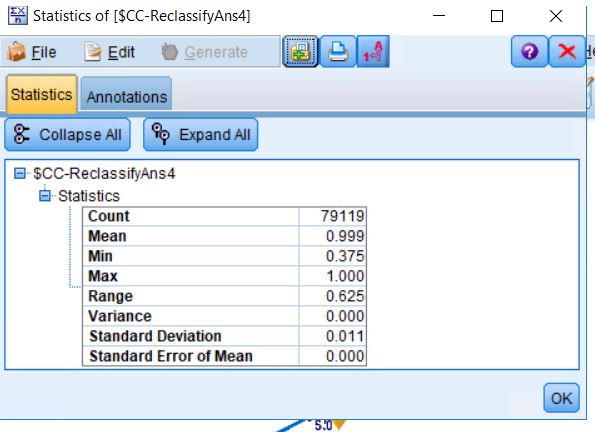 Statistics of [$CC-ReclassifyAns4]
File Edit Generate
Statistics Annotations
Collapse All Expand All
$CC-ReclassifyAns4
Statistics
Count 79119
Mean 0.999
Min 0.375
Max 1.000
Range 0.625
Variance 0.000
Standard Deviation 0.011
Standard Error of Mean 0.000
OK
5.0